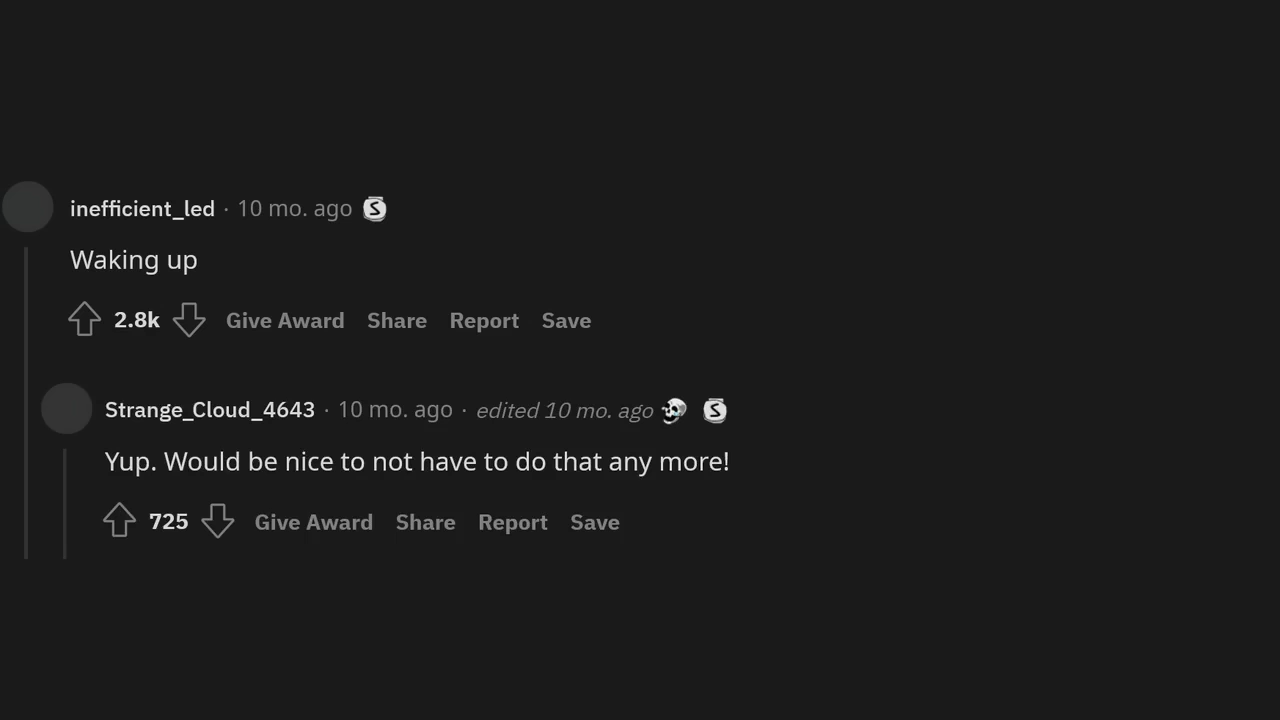 inefficient_led · 10 mo. ago S
Waking up
2.8k Give Award Share Report Save
Strange_Cloud_4643 · 10 mo. ago · edited 10 mo. ago S
Yup. Would be nice to not have to do that any more!
725 Give Award Share Report Save